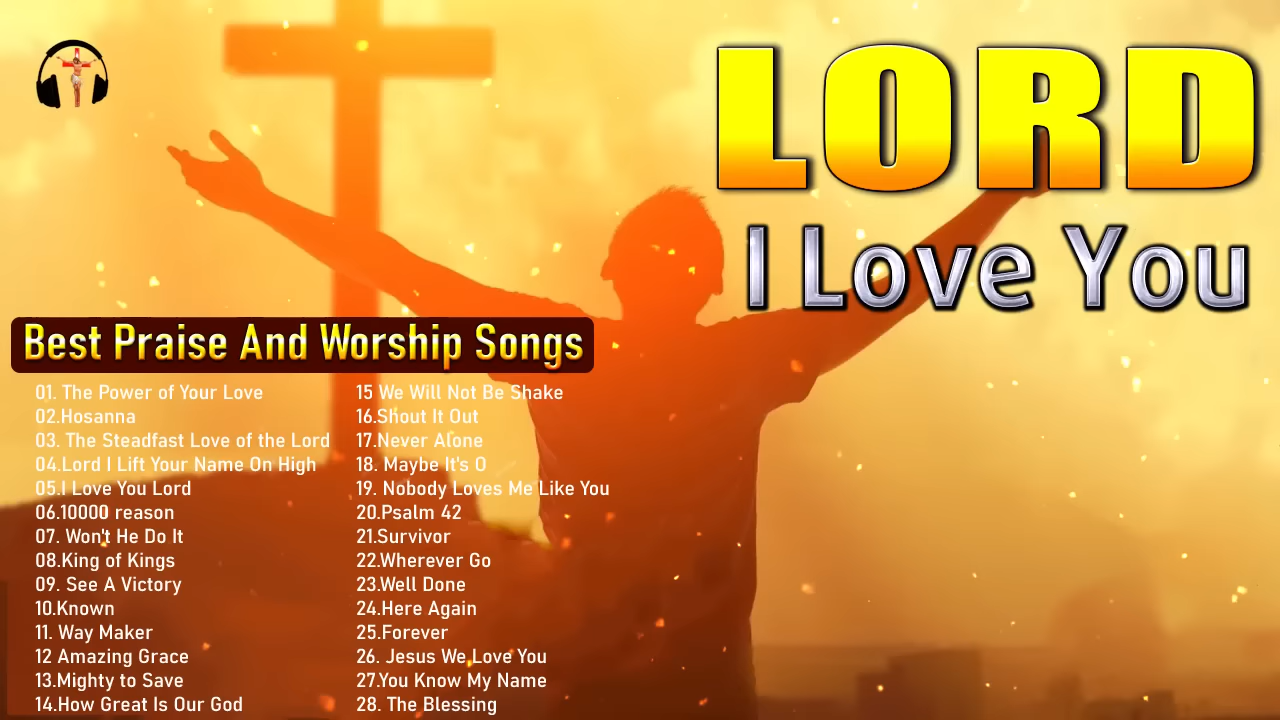 LORD
I Love You
Best Praise And Worship Songs
01. The Power of Your Love
02.Hosanna
03. The Steadfast Love of the Lord
04.Lord I Lift Your Name On High
05.I Love You Lord
06.10000 reason
07. Won't He Do It
08.King of Kings
09. See A Victory
10.Known
11. Way Maker
12 Amazing Grace
13.Mighty to Save
14.How Great Is Our God
15 We Will Not Be Shake
16.Shout It Out
17.Never Alone
18. Maybe It's O
19. Nobody Loves Me Like You
20.Psalm 42
21.Survivor
22.Wherever Go
23.Well Done
24.Here Again
25.Forever
26. Jesus We Love You
27.You Know My Name
28. The Blessing